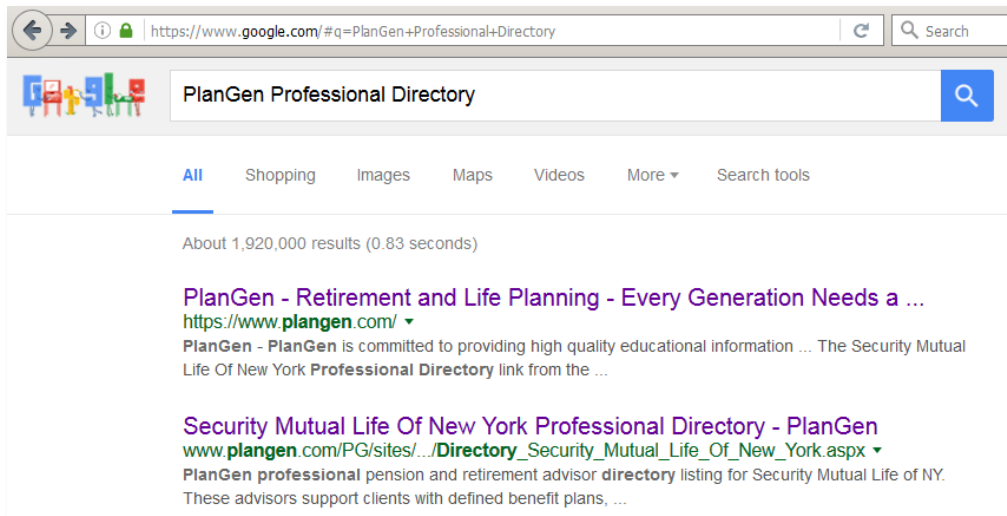 https://www.google.com/#q=PlanGen+Professional+Directory
Search
Google
PlanGen Professional Directory
All Shopping Images Maps Videos More Search tools
About 1,920,000 results (0.83 seconds)
PlanGen - Retirement and Life Planning - Every Generation Needs a ...
https://www.plangen.com/
PlanGen - PlanGen is committed to providing high quality educational information ... The Security Mutual
Life Of New York Professional Directory link from the ...
Security Mutual Life Of New York Professional Directory - PlanGen
www.plangen.com/PG/sites/.../Directory_Security_Mutual_Life_Of_New_York.aspx
PlanGen professional pension and retirement advisor directory listing for Security Mutual Life of NY.
These advisors support clients with defined benefit plans, ...